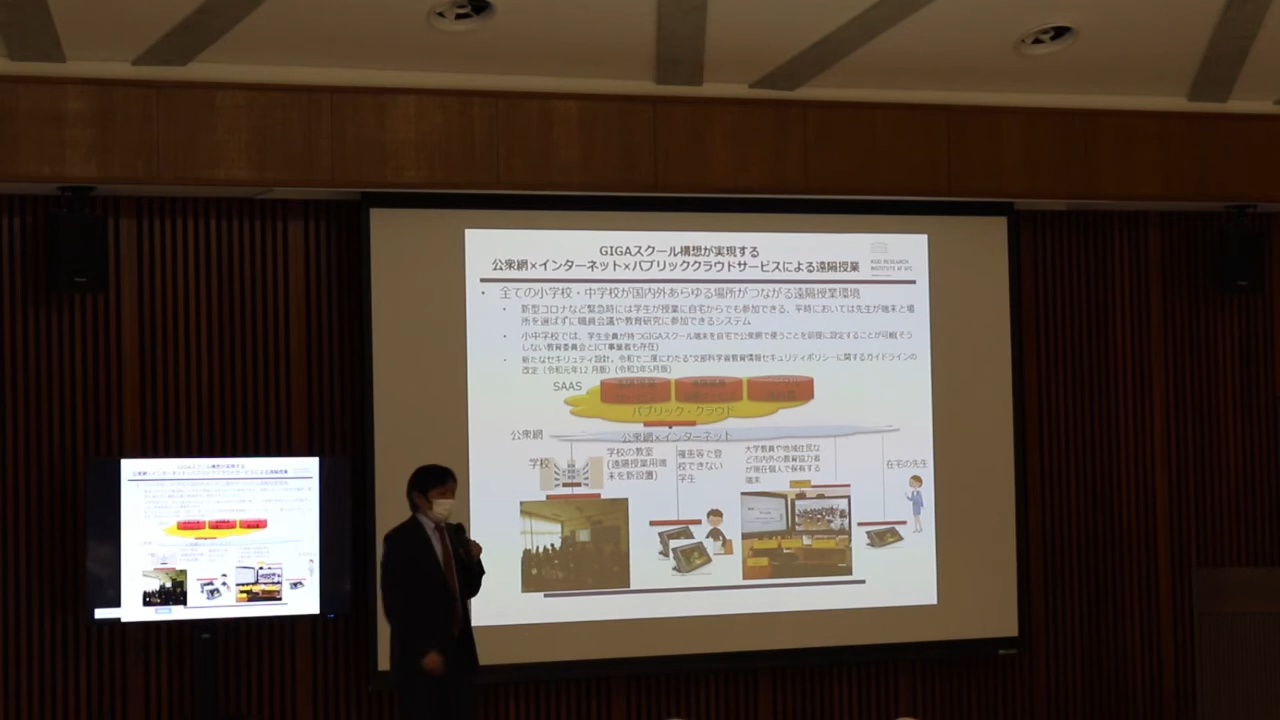 GIGAスクール構想が実現する
公衆網×インターネット×パブリッククラウドサービスによる遠隔授業
KEIO RESEARCH
INSTITUTE AT SFC
• 全ての小学校・中学校が国内外あらゆる場所がつながる遠隔授業環境
• 新型コロナなど緊急時には学生が授業に自宅からでも参加できる、平時においては先生が端末と場
所を選ばずに職員会議や教育研究に参加できるシステム
• 小中学校では、学生全員が持つGIGAスクール端末を自宅で公衆網で使うことを前提に設定することが可能(そう
しない教育委員会とICT事業者も存在)
• 新たなセキリュティ設計。令和で二度にわたる"文部科学省教育情報セキュリティポリシーに関するガイドラインの
改定（令和元年12月版）(令和3年5月版)
SAAS
パブリック・クラウド
公衆網
公衆網×インターネット
学校
学校の教室
(遠隔授業用端
末を新設置)
罹患等で登
校できない
学生
大学教員や地域住民な
ど市内外の教育協力者
が現在個人で保有する
端末
在宅の先生